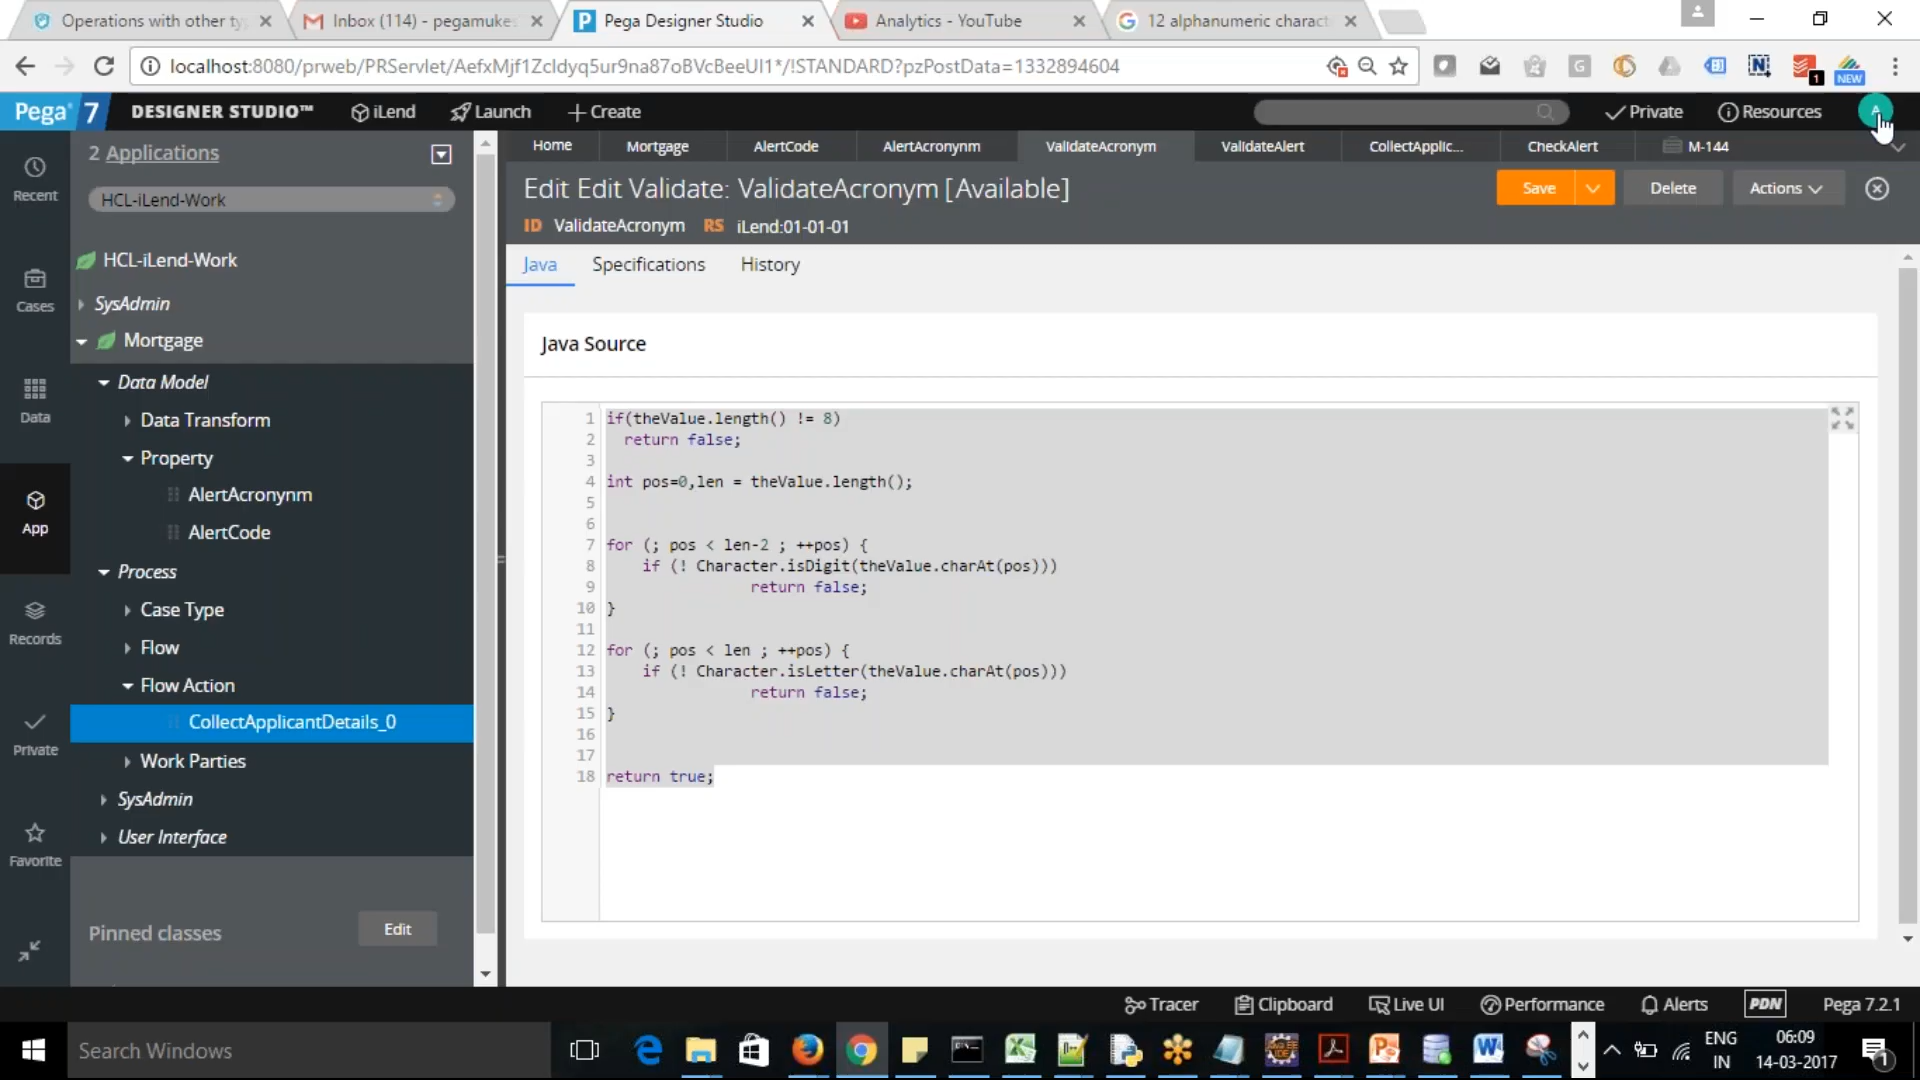 Operations with other ty
Inbox (114) - pegamuke
Pega Designer Studio
Analytics - YouTube
12 alphanumeric charact
localhost:8080/prweb/PRServlet/AefxMjf1Zcldyq5ur9na87oBVcBeeUI1*/!STANDARD?pzPostData=1332894604
1
NEW
Pega 7 DESIGNER STUDIO™ iLend Launch Create Private Resources A
2 Applications
HCL-iLend-Work
HCL-iLend-Work
SysAdmin
Mortgage
Data Model
Data Transform
Property
AlertAcronynm
AlertCode
Process
Case Type
Flow
Flow Action
CollectApplicantDetails_0
Work Parties
SysAdmin
User Interface
Pinned classes
Edit
Recent
Cases
Data
App
Records
Private
Favorite
Home Mortgage AlertCode AlertAcronynm ValidateAcronym ValidateAlert CollectApplic... CheckAlert M-144
Edit Edit Validate: ValidateAcronym [Available]
Save Delete Actions
ID ValidateAcronym RS iLend:01-01-01
Java Specifications History
Java Source
1 if(theValue.length() != 8)
2 return false;
3
4 int pos=0,len = theValue.length();
5
6
7 for (; pos < len-2 ; ++pos) {
8 if (! Character.isDigit(theValue.charAt(pos)))
9 return false;
10 }
11
12 for (; pos < len ; ++pos) {
13 if (! Character.isLetter(theValue.charAt(pos)))
14 return false;
15 }
16
17
18 return true;
Tracer Clipboard Live UI Performance Alerts PDN Pega 7.2.1
Search Windows
ENG
IN
06:09
14-03-2017
1